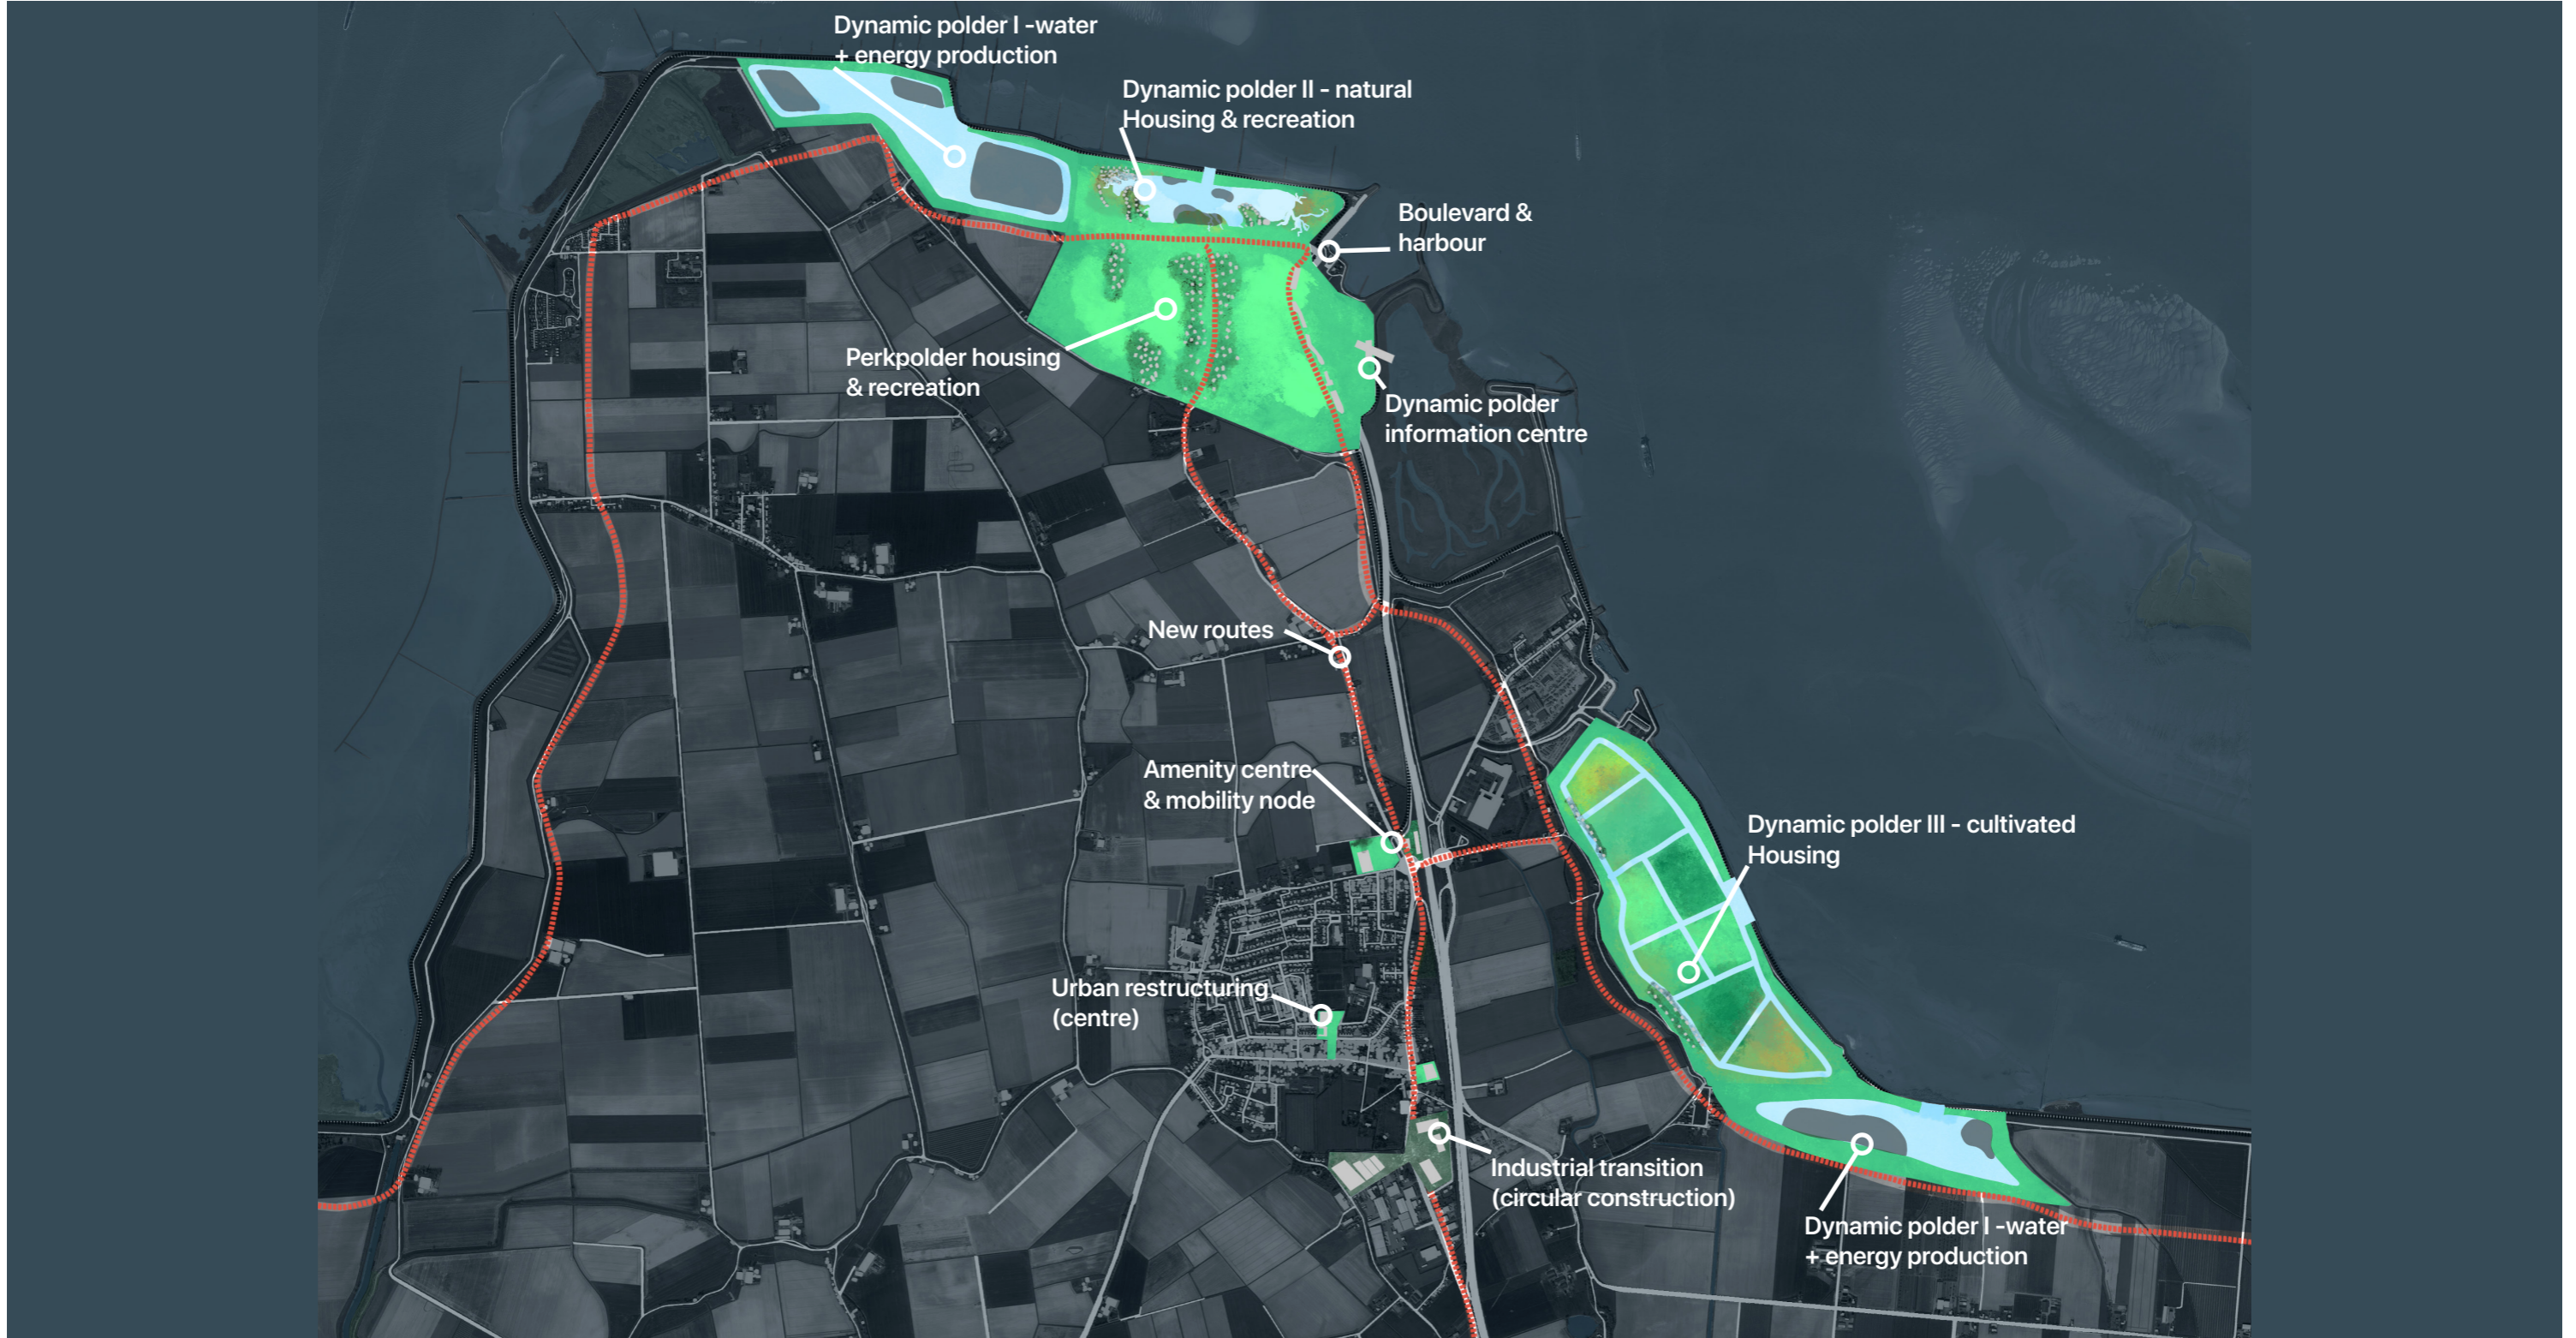 Dynamic polder I -water
+ energy production
Dynamic polder II - natural
Housing & recreation
Boulevard &
harbour
Perkpolder housing
& recreation
Dynamic polder
information centre
New routes
Amenity centre
& mobility node
Dynamic polder III - cultivated
Housing
Urban restructuring
(centre)
Industrial transition
(circular construction)
Dynamic polder I -water
+ energy production